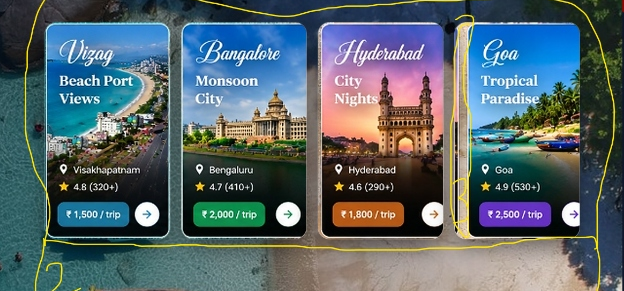 Vizag
Beach Port
Views
Visakhapatnam
4.8 (320+)
₹ 1,500 / trip
Bangalore
Monsoon
City
Bengaluru
4.7 (410+)
₹ 2,000 / trip
Hyderabad
City
Nights
Hyderabad
4.6 (290+)
₹ 1,800 / trip
Goa
Tropical
Paradise
Goa
4.9 (530+)
₹ 2,500 / trip
2